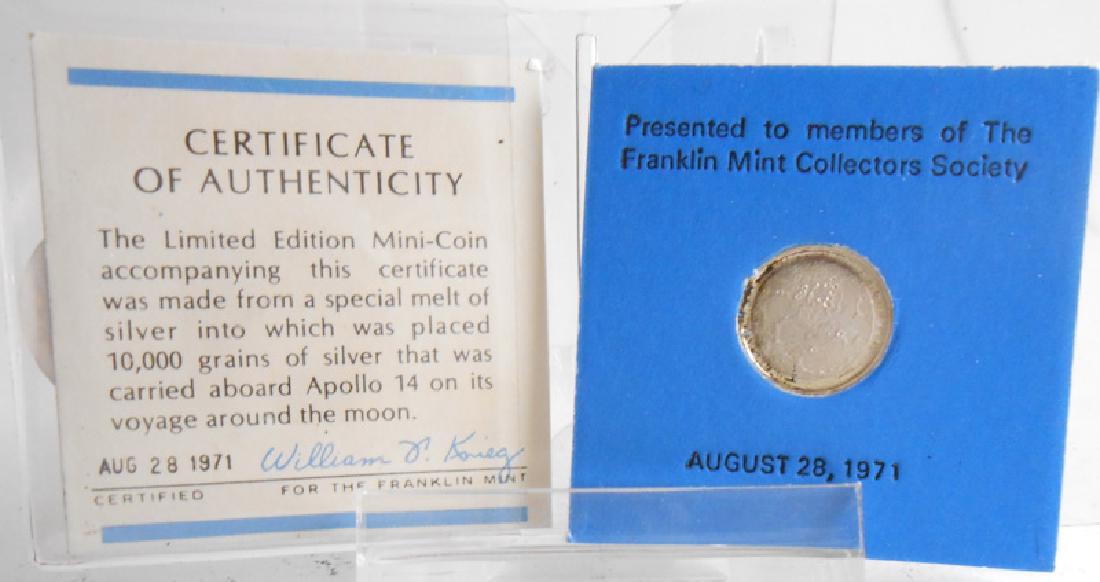 CERTIFICATE
OF AUTHENTICITY
The Limited Edition Mini-Coin
accompanying this certificate
was made from a special melt of
silver into which was placed
10,000 grains of silver that was
carried aboard Apollo 14 on its
voyage around the moon.
AUG 28 1971 William P. Krieg
CERTIFIED FOR THE FRANKLIN MINT
Presented to members of The
Franklin Mint Collectors Society
AUGUST 28, 1971